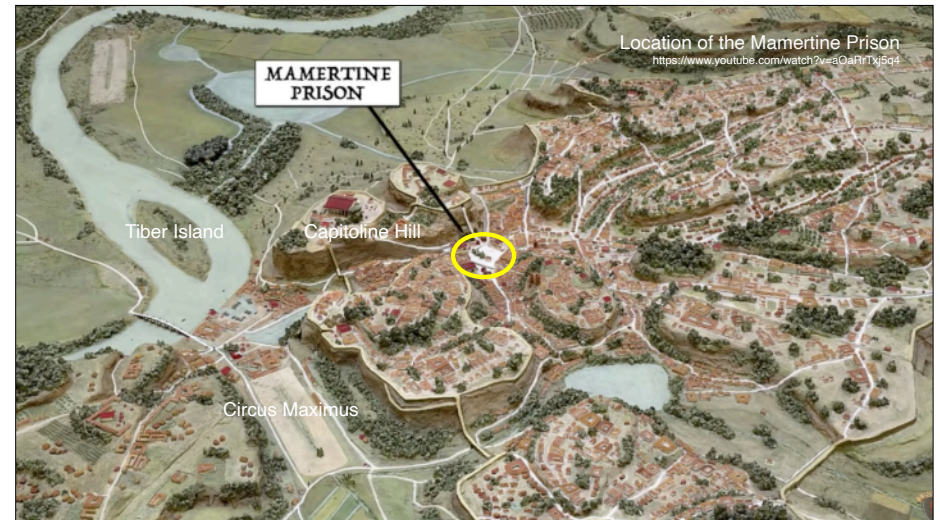 Location of the Mamertine Prison
https://www.youtube.com/watch?v=aOaRrTxj5q4
MAMERTINE
PRISON
Tiber Island
Capitoline Hill
Circus Maximus